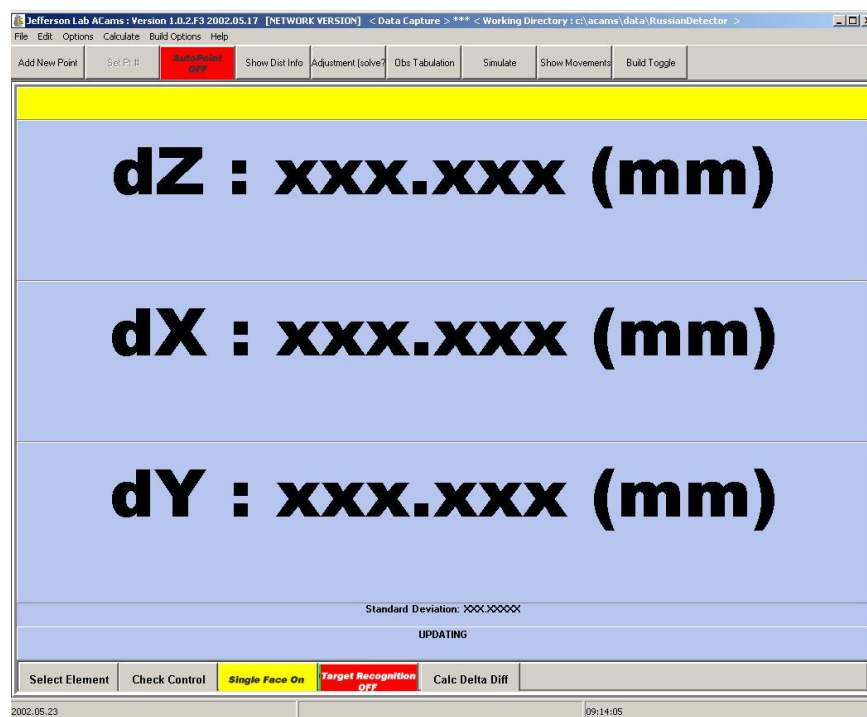 Jefferson Lab ACams : Version 1.0.2.F3 2002.05.17 [NETWORK VERSION] < Data Capture > *** < Working Directory : c:\acams\data\RussianDetector >
File Edit Options Calculate Build Options Help
Add New Point Set Pt # AutoPoint OFF Show Dist Info Adjustment (solve? Obs Tabulation Simulate Show Movements Build Toggle
dZ : xxx.xxx (mm)
dX : xxx.xxx (mm)
dY : xxx.xxx (mm)
Standard Deviation: XXX.XXXXX
UPDATING
Select Element Check Control Single Face On Target Recognition OFF Calc Delta Diff
2002.05.23 09:14:05